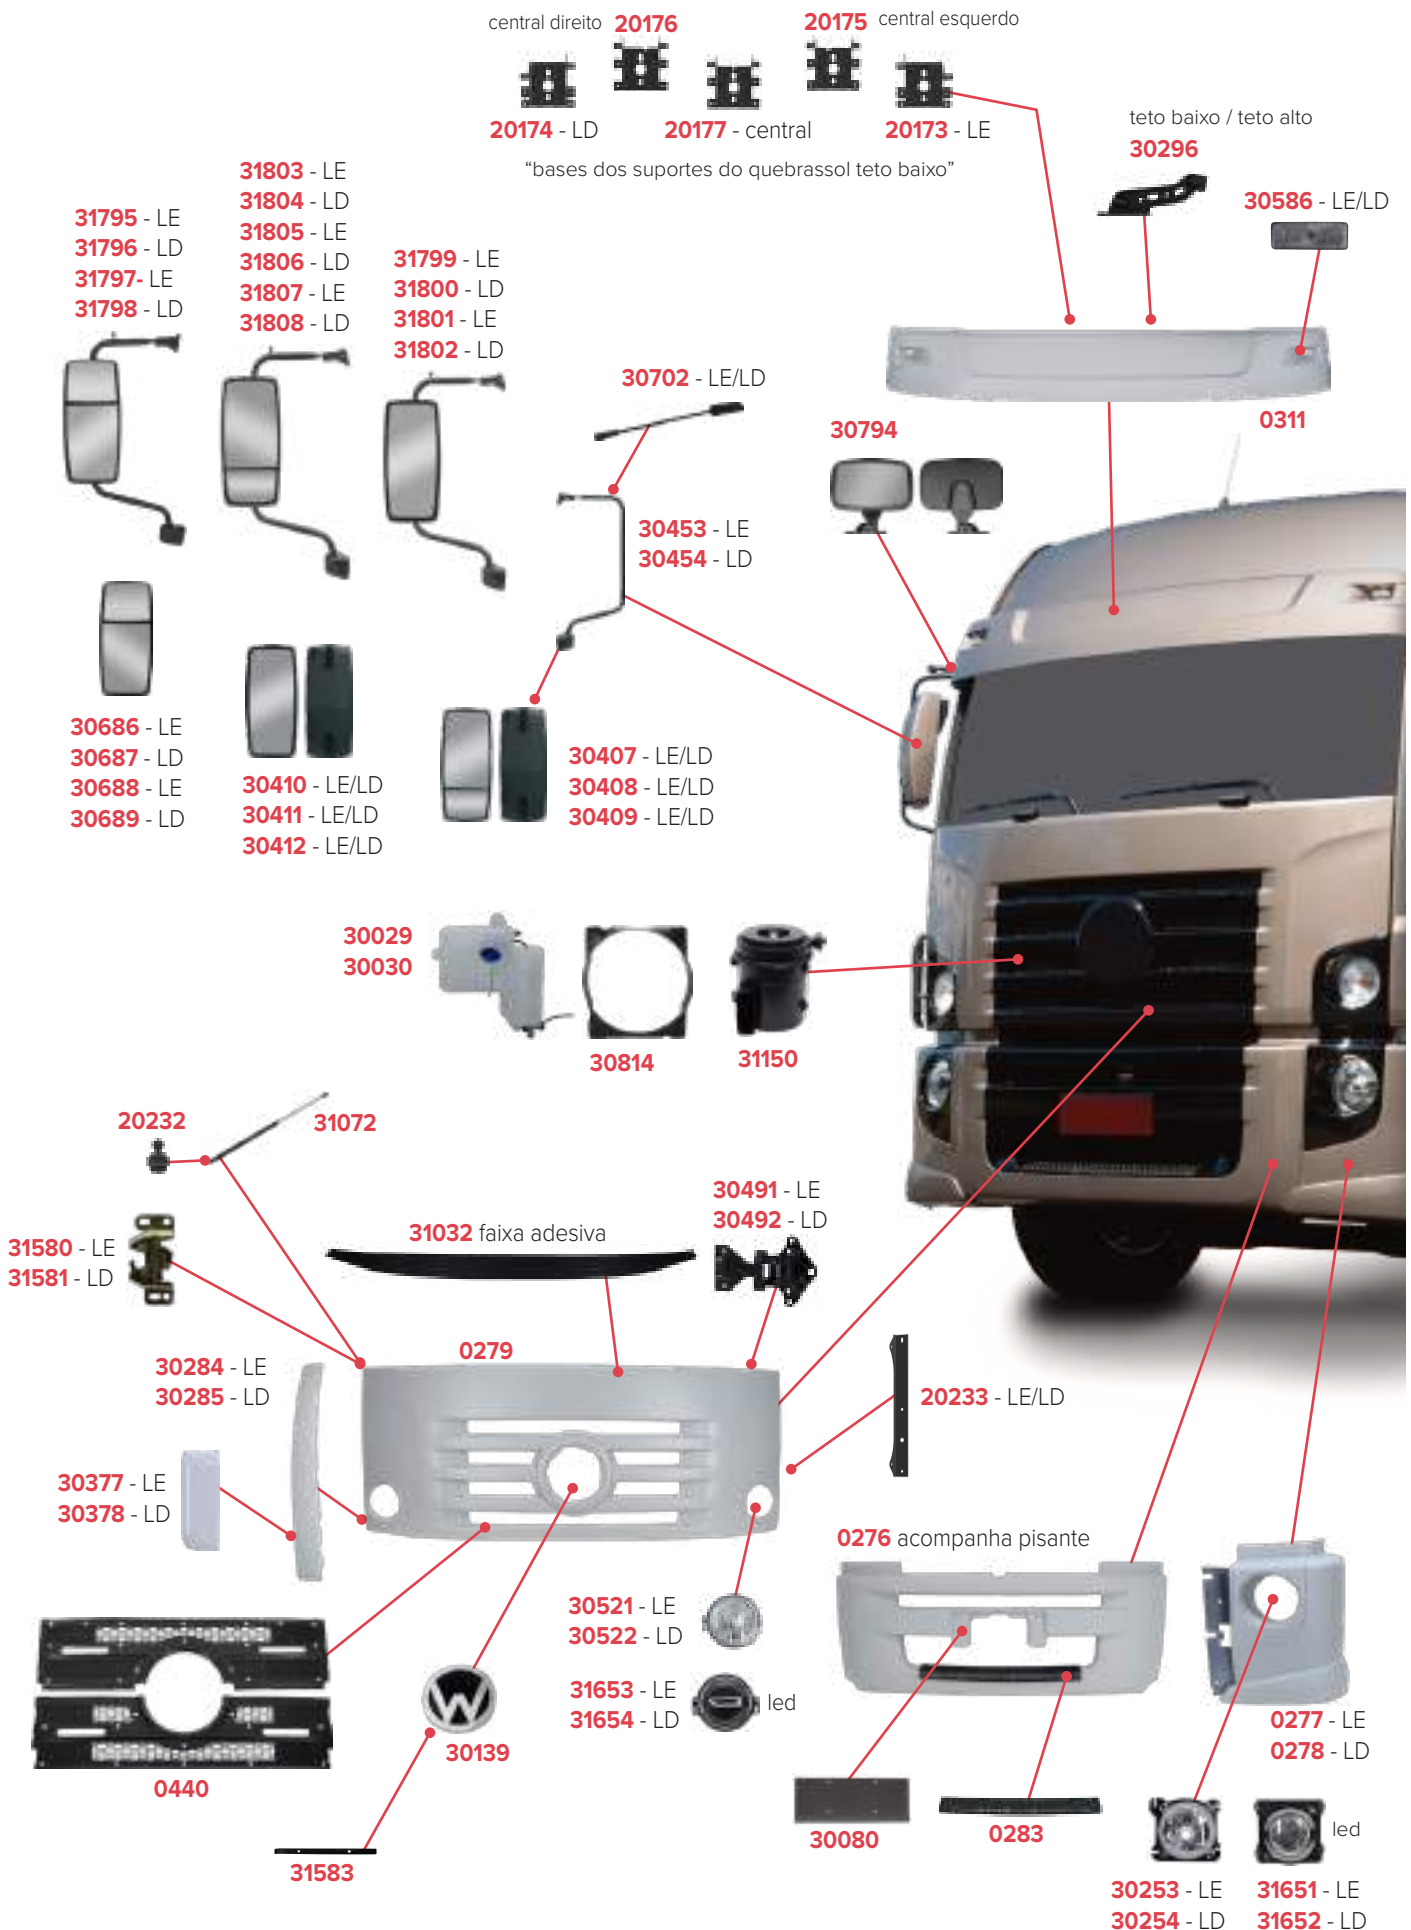 central direito 20176
20175 central esquerdo
20174 - LD
20177 - central
20173 - LE
“bases dos suportes do quebrassol teto baixo”
teto baixo / teto alto
30296
30586 - LE/LD
31795 - LE
31796 - LD
31797- LE
31798 - LD
31803 - LE
31804 - LD
31805 - LE
31806 - LD
31807 - LE
31808 - LD
31799 - LE
31800 - LD
31801 - LE
31802 - LD
30702 - LE/LD
0311
30794
30453 - LE
30454 - LD
30686 - LE
30687 - LD
30688 - LE
30689 - LD
30410 - LE/LD
30411 - LE/LD
30412 - LE/LD
30407 - LE/LD
30408 - LE/LD
30409 - LE/LD
30029
30030
30814
31150
20232
31072
31580 - LE
31581 - LD
31032 faixa adesiva
30491 - LE
30492 - LD
0279
30284 - LE
30285 - LD
20233 - LE/LD
30377 - LE
30378 - LD
0276 acompanha pisante
30521 - LE
30522 - LD
31653 - LE
31654 - LD
led
0277 - LE
0278 - LD
30139
0440
30080
0283
led
31583
30253 - LE
30254 - LD
31651 - LE
31652 - LD